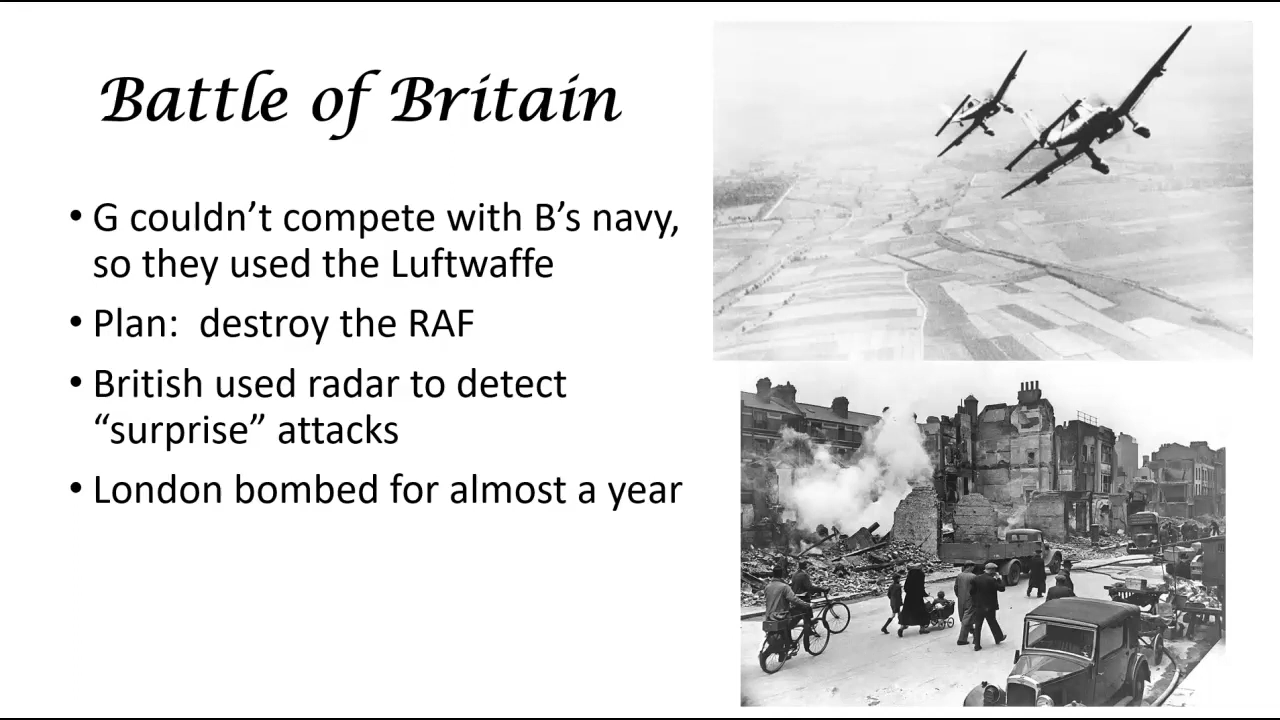 Battle of Britain
• G couldn’t compete with B’s navy,
so they used the Luftwaffe
• Plan:  destroy the RAF
• British used radar to detect
“surprise” attacks
• London bombed for almost a year